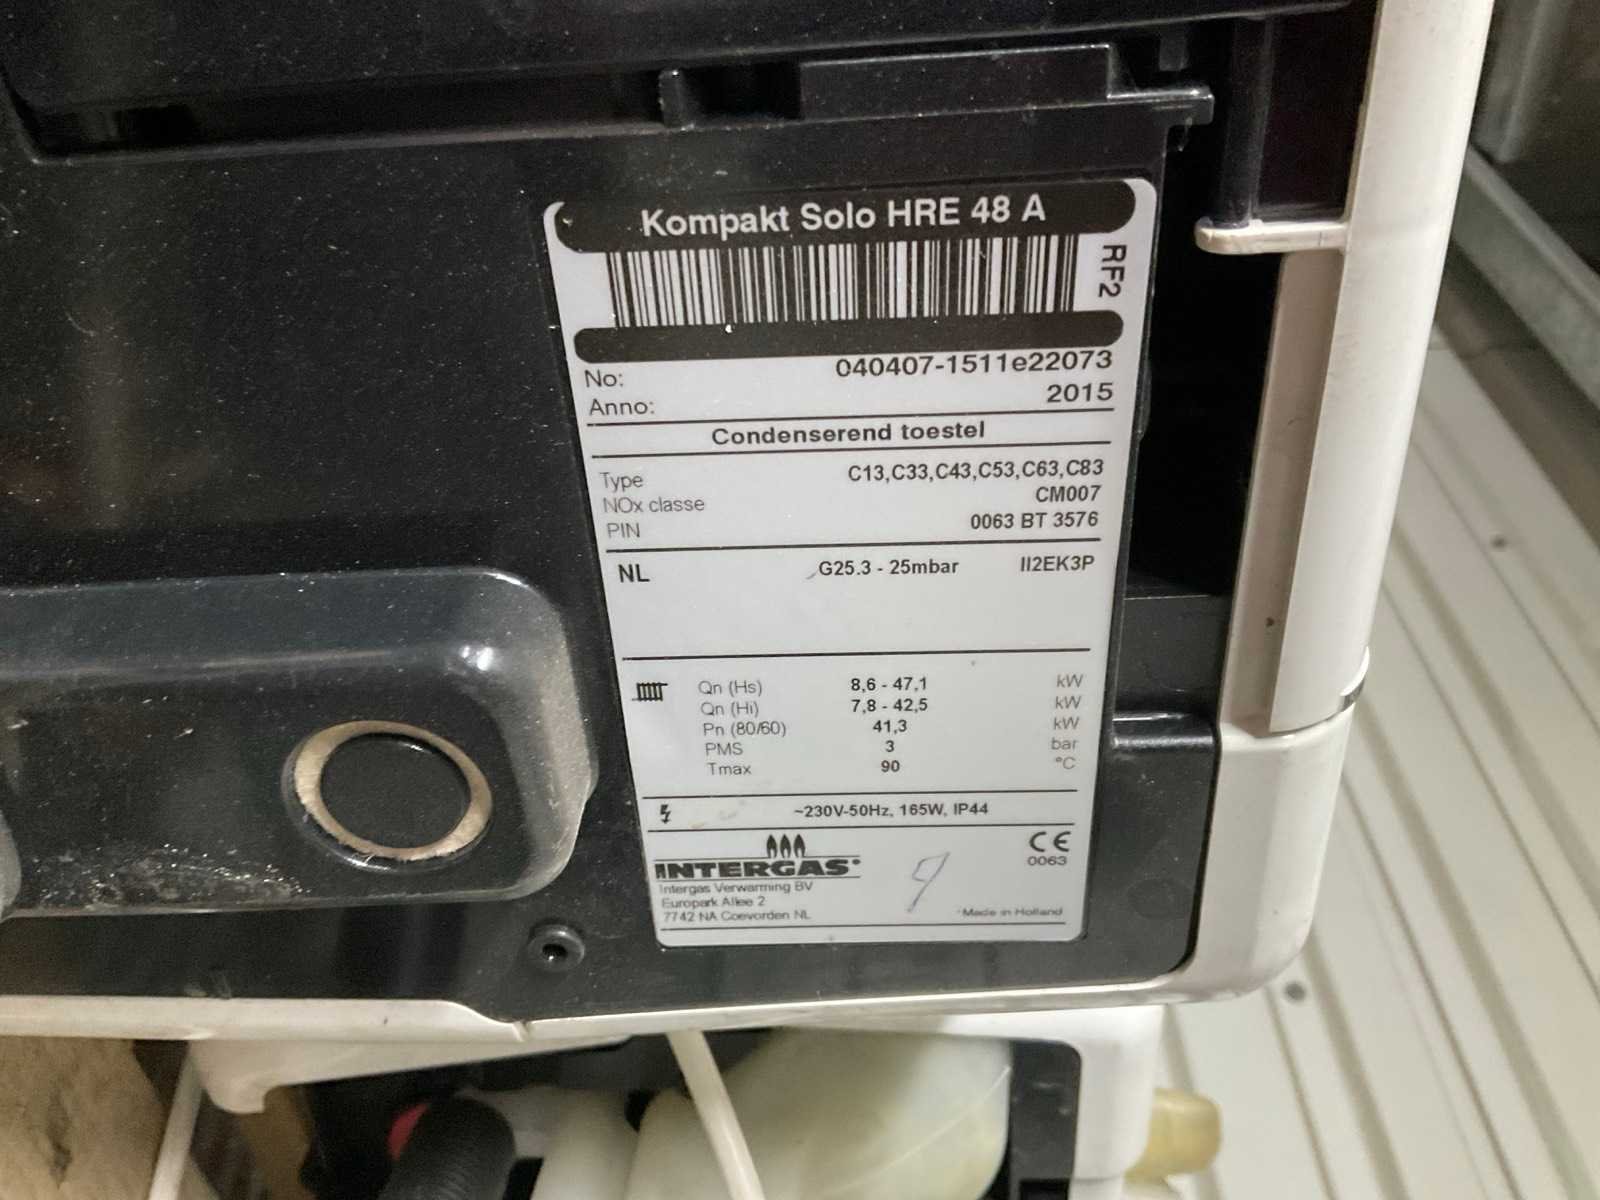 Kompakt Solo HRE 48 A
RF2
No: 040407-1511e22073
Anno: 2015
Condenserend toestel
Type C13,C33,C43,C53,C63,C83
NOx classe CM007
PIN 0063 BT 3576
NL G25.3 - 25mbar II2EK3P
Qn (Hs) 8,6 - 47,1 kW
Qn (Hi) 7,8 - 42,5 kW
Pn (80/60) 41,3 kW
PMS 3 bar
Tmax 90 °C
~230V-50Hz, 165W, IP44
INTERGAS
CE
0063
Intergas Verwarming BV
Europark Allee 2
7742 NA Coevorden NL
Made in Holland